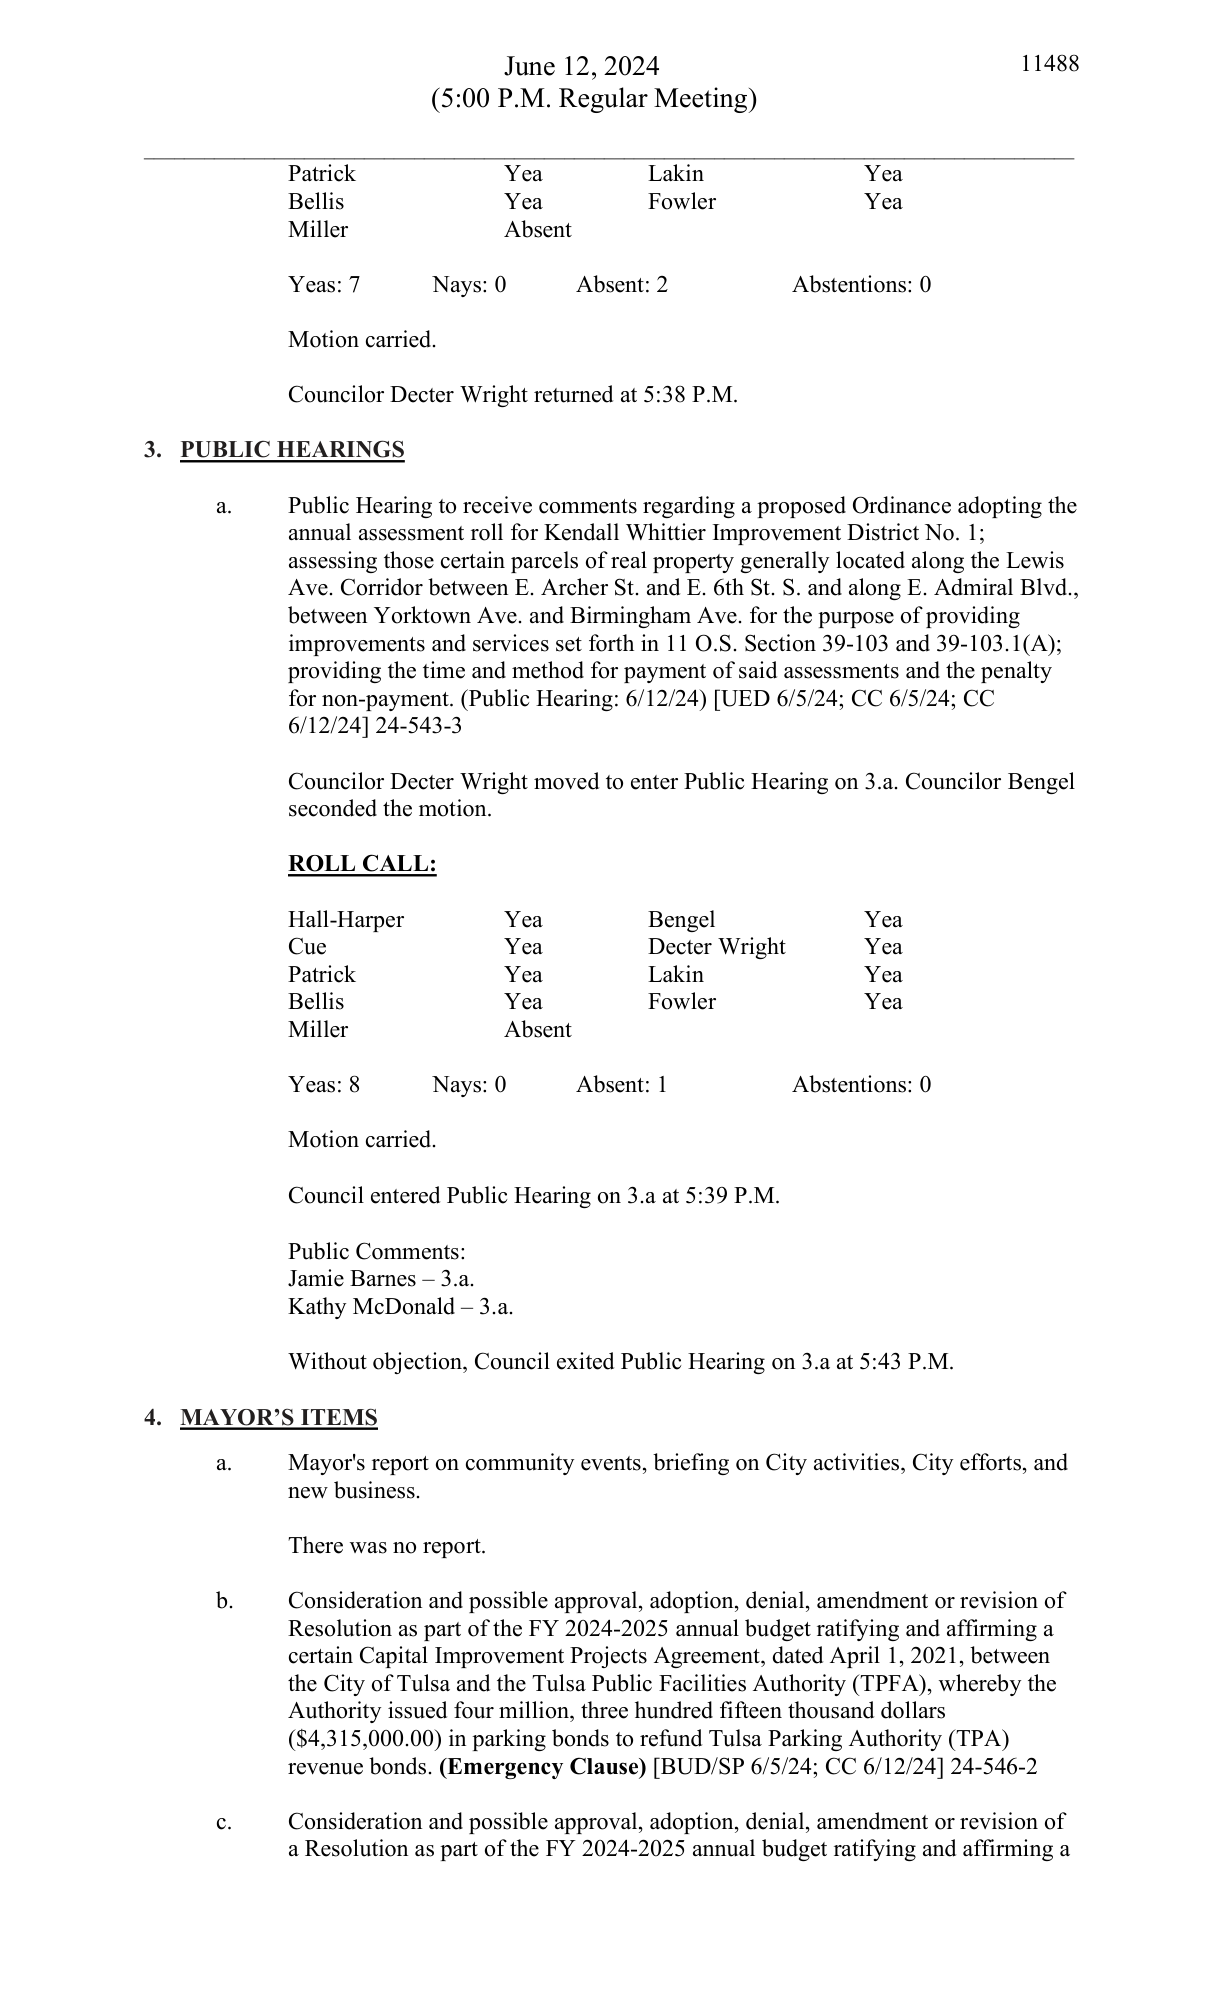 June 12, 2024 11488
(5:00 P.M. Regular Meeting)
Patrick Yea Lakin Yea
Bellis Yea Fowler Yea
Miller Absent
Yeas: 7 Nays: 0 Absent: 2 Abstentions: 0
Motion carried.
Councilor Decter Wright returned at 5:38 P.M.
3. PUBLIC HEARINGS
a. Public Hearing to receive comments regarding a proposed Ordinance adopting the
annual assessment roll for Kendall Whittier Improvement District No. 1;
assessing those certain parcels of real property generally located along the Lewis
Ave. Corridor between E. Archer St. and E. 6th St. S. and along E. Admiral Blvd.,
between Yorktown Ave. and Birmingham Ave. for the purpose of providing
improvements and services set forth in 11 O.S. Section 39-103 and 39-103.1(A);
providing the time and method for payment of said assessments and the penalty
for non-payment. (Public Hearing: 6/12/24) [UED 6/5/24; CC 6/5/24; CC
6/12/24] 24-543-3
Councilor Decter Wright moved to enter Public Hearing on 3.a. Councilor Bengel
seconded the motion.
ROLL CALL:
Hall-Harper Yea Bengel Yea
Cue Yea Decter Wright Yea
Patrick Yea Lakin Yea
Bellis Yea Fowler Yea
Miller Absent
Yeas: 8 Nays: 0 Absent: 1 Abstentions: 0
Motion carried.
Council entered Public Hearing on 3.a at 5:39 P.M.
Public Comments:
Jamie Barnes – 3.a.
Kathy McDonald – 3.a.
Without objection, Council exited Public Hearing on 3.a at 5:43 P.M.
4. MAYOR’S ITEMS
a. Mayor's report on community events, briefing on City activities, City efforts, and
new business.
There was no report.
b. Consideration and possible approval, adoption, denial, amendment or revision of
Resolution as part of the FY 2024-2025 annual budget ratifying and affirming a
certain Capital Improvement Projects Agreement, dated April 1, 2021, between
the City of Tulsa and the Tulsa Public Facilities Authority (TPFA), whereby the
Authority issued four million, three hundred fifteen thousand dollars
($4,315,000.00) in parking bonds to refund Tulsa Parking Authority (TPA)
revenue bonds. (Emergency Clause) [BUD/SP 6/5/24; CC 6/12/24] 24-546-2
c. Consideration and possible approval, adoption, denial, amendment or revision of
a Resolution as part of the FY 2024-2025 annual budget ratifying and affirming a